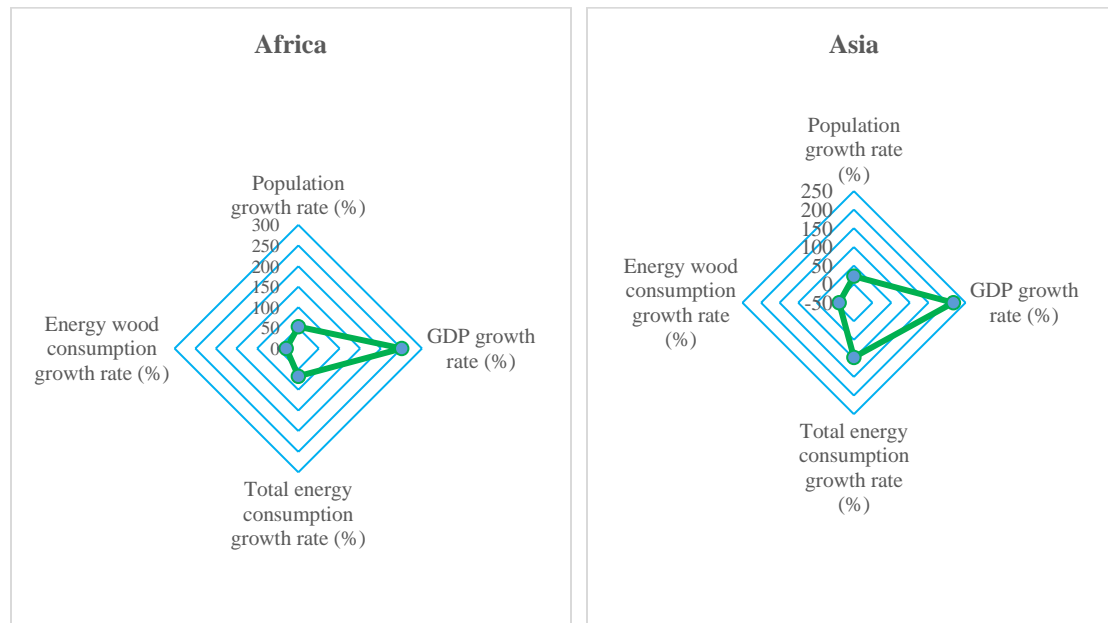 Africa
Population
growth rate (%)
300
250
200
150
100
50
0
GDP growth
rate (%)
Total energy
consumption
growth rate (%)
Energy wood
consumption
growth rate (%)
Asia
Population
growth rate
(%)
250
200
150
100
50
0
-50
GDP growth
rate (%)
Total energy
consumption
growth rate
(%)
Energy wood
consumption
growth rate
(%)